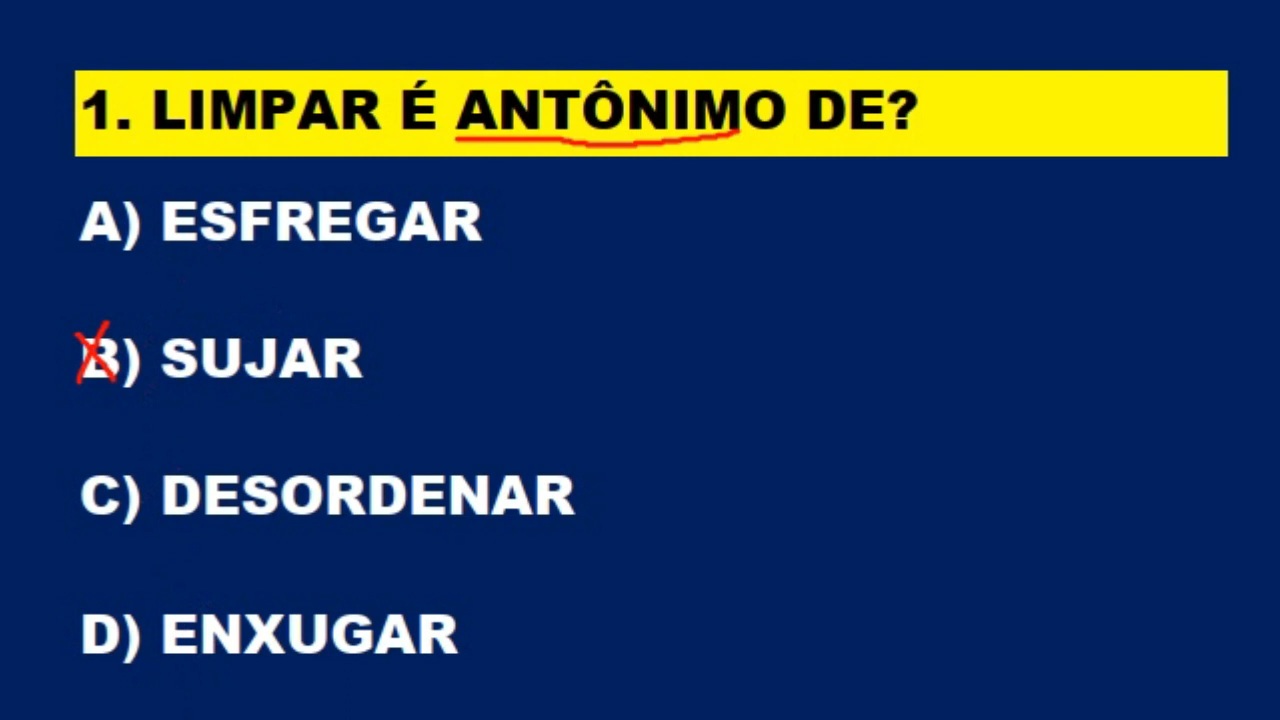 1. LIMPAR É ANTÔNIMO DE?
A) ESFREGAR
B) SUJAR
C) DESORDENAR
D) ENXUGAR